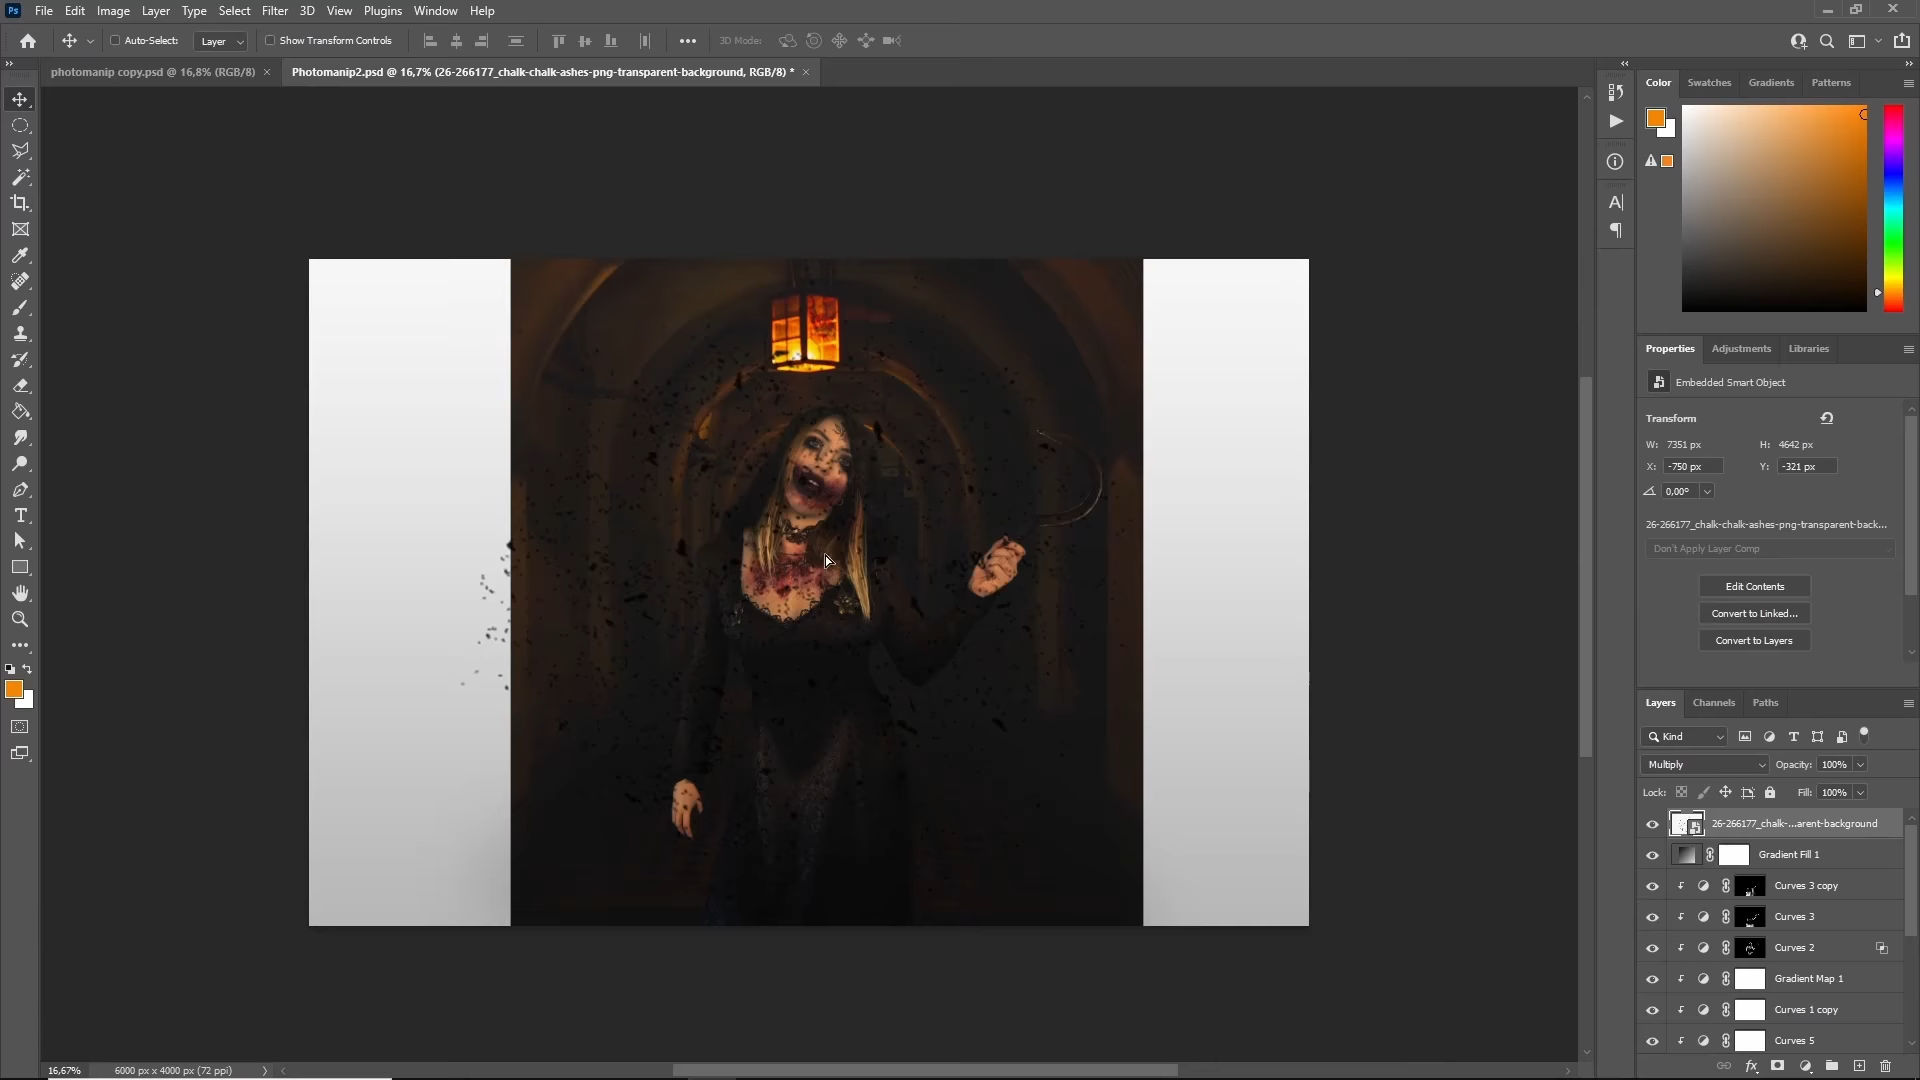 Ps File Edit Image Layer Type Select Filter 3D View Plugins Window Help
Auto-Select: Layer Show Transform Controls 3D Mode:
photomanip copy.psd @ 16,8% (RGB/8) × Photomanip2.psd @ 16,7% (26-266177_chalk-chalk-ashes-png-transparent-background, RGB/8) * ×
Color Swatches Gradients Patterns
Properties Adjustments Libraries
Embedded Smart Object
Transform
W: 7351 px H: 4642 px
X: -750 px Y: -321 px
0,00°
26-266177_chalk-chalk-ashes-png-transparent-back...
Don't Apply Layer Comp
Edit Contents
Convert to Linked...
Convert to Layers
Layers Channels Paths
Kind
Multiply Opacity: 100%
Lock: Fill: 100%
26-266177_chalk-...arent-background
Gradient Fill 1
Curves 3 copy
Curves 3
Curves 2
Gradient Map 1
Curves 1 copy
Curves 5
16,67% 6000 px x 4000 px (72 ppi)